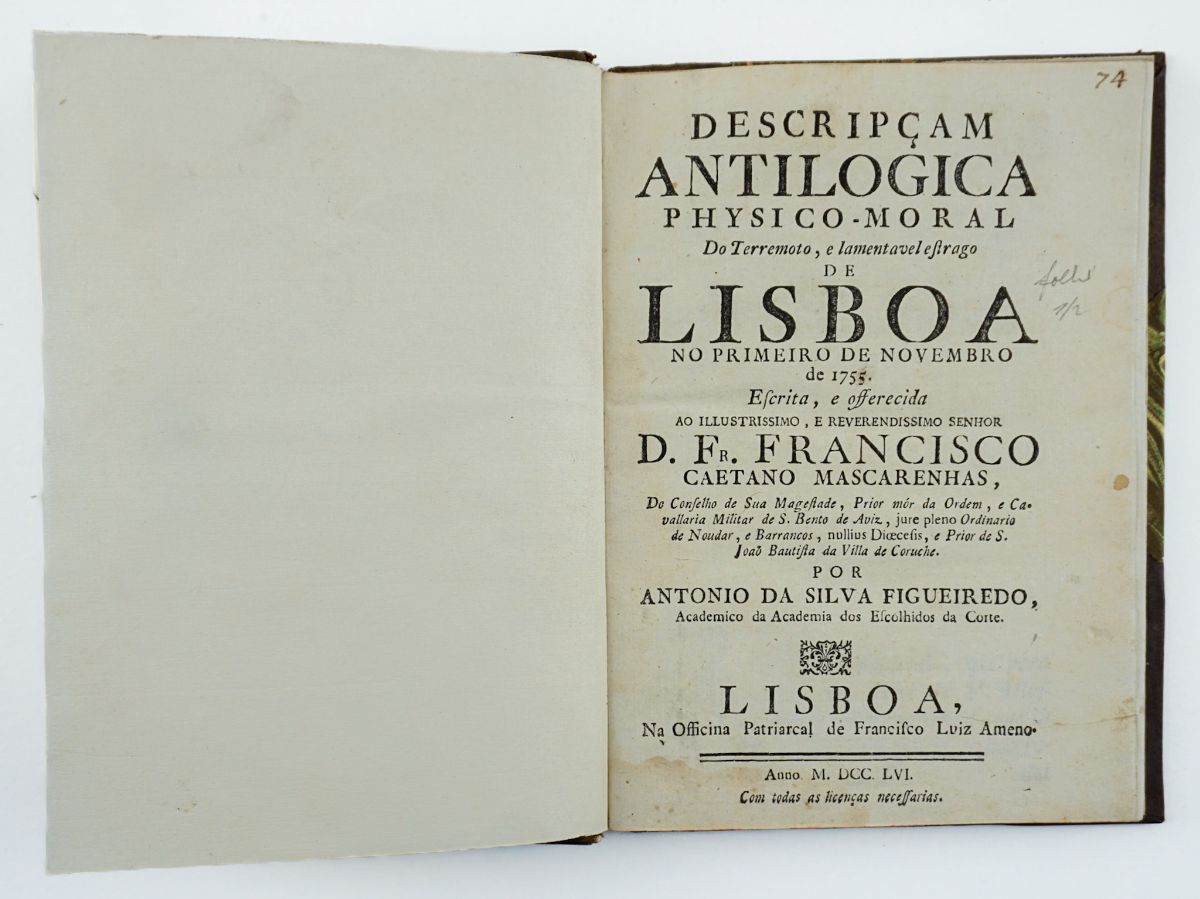 74
DESCRIPÇAM
ANTILOGICA
PHYSICO-MORAL
Do Terremoto, e lamentavel eſtrago
DE
LISBOA
NO PRIMEIRO DE NOVEMBRO
de 1755.
Eſcrita, e offerecida
AO ILLUSTRISSIMO, E REVERENDISSIMO SENHOR
D. FR. FRANCISCO
CAETANO MASCARENHAS,
Do Conſelho de Sua Mageſtade, Prior mór da Ordem, e Ca-
vallaria Militar de S. Bento de Aviz, jure pleno Ordinario
de Noudar, e Barrancos, nullius Diœceſis, e Prior de S.
Joaõ Bautiſta da Villa de Coruche.
POR
ANTONIO DA SILVA FIGUEIREDO,
Academico da Academia dos Eſcolhidos da Corte.
LISBOA,
Na Officina Patriarcal de Franciſco Luiz Ameno.
Anno M. DCC. LVI.
Com todas as licenças neceſſarias.